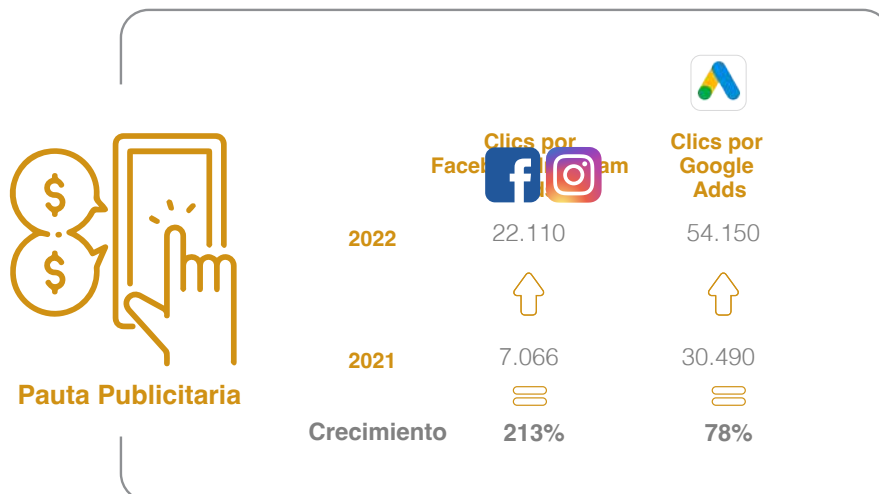 Clics por
Clics por
Google
Adds
2022
22.110
54.150
2021
7.066
30.490
Pauta Publicitaria
Crecimiento
213%
78%
$
$